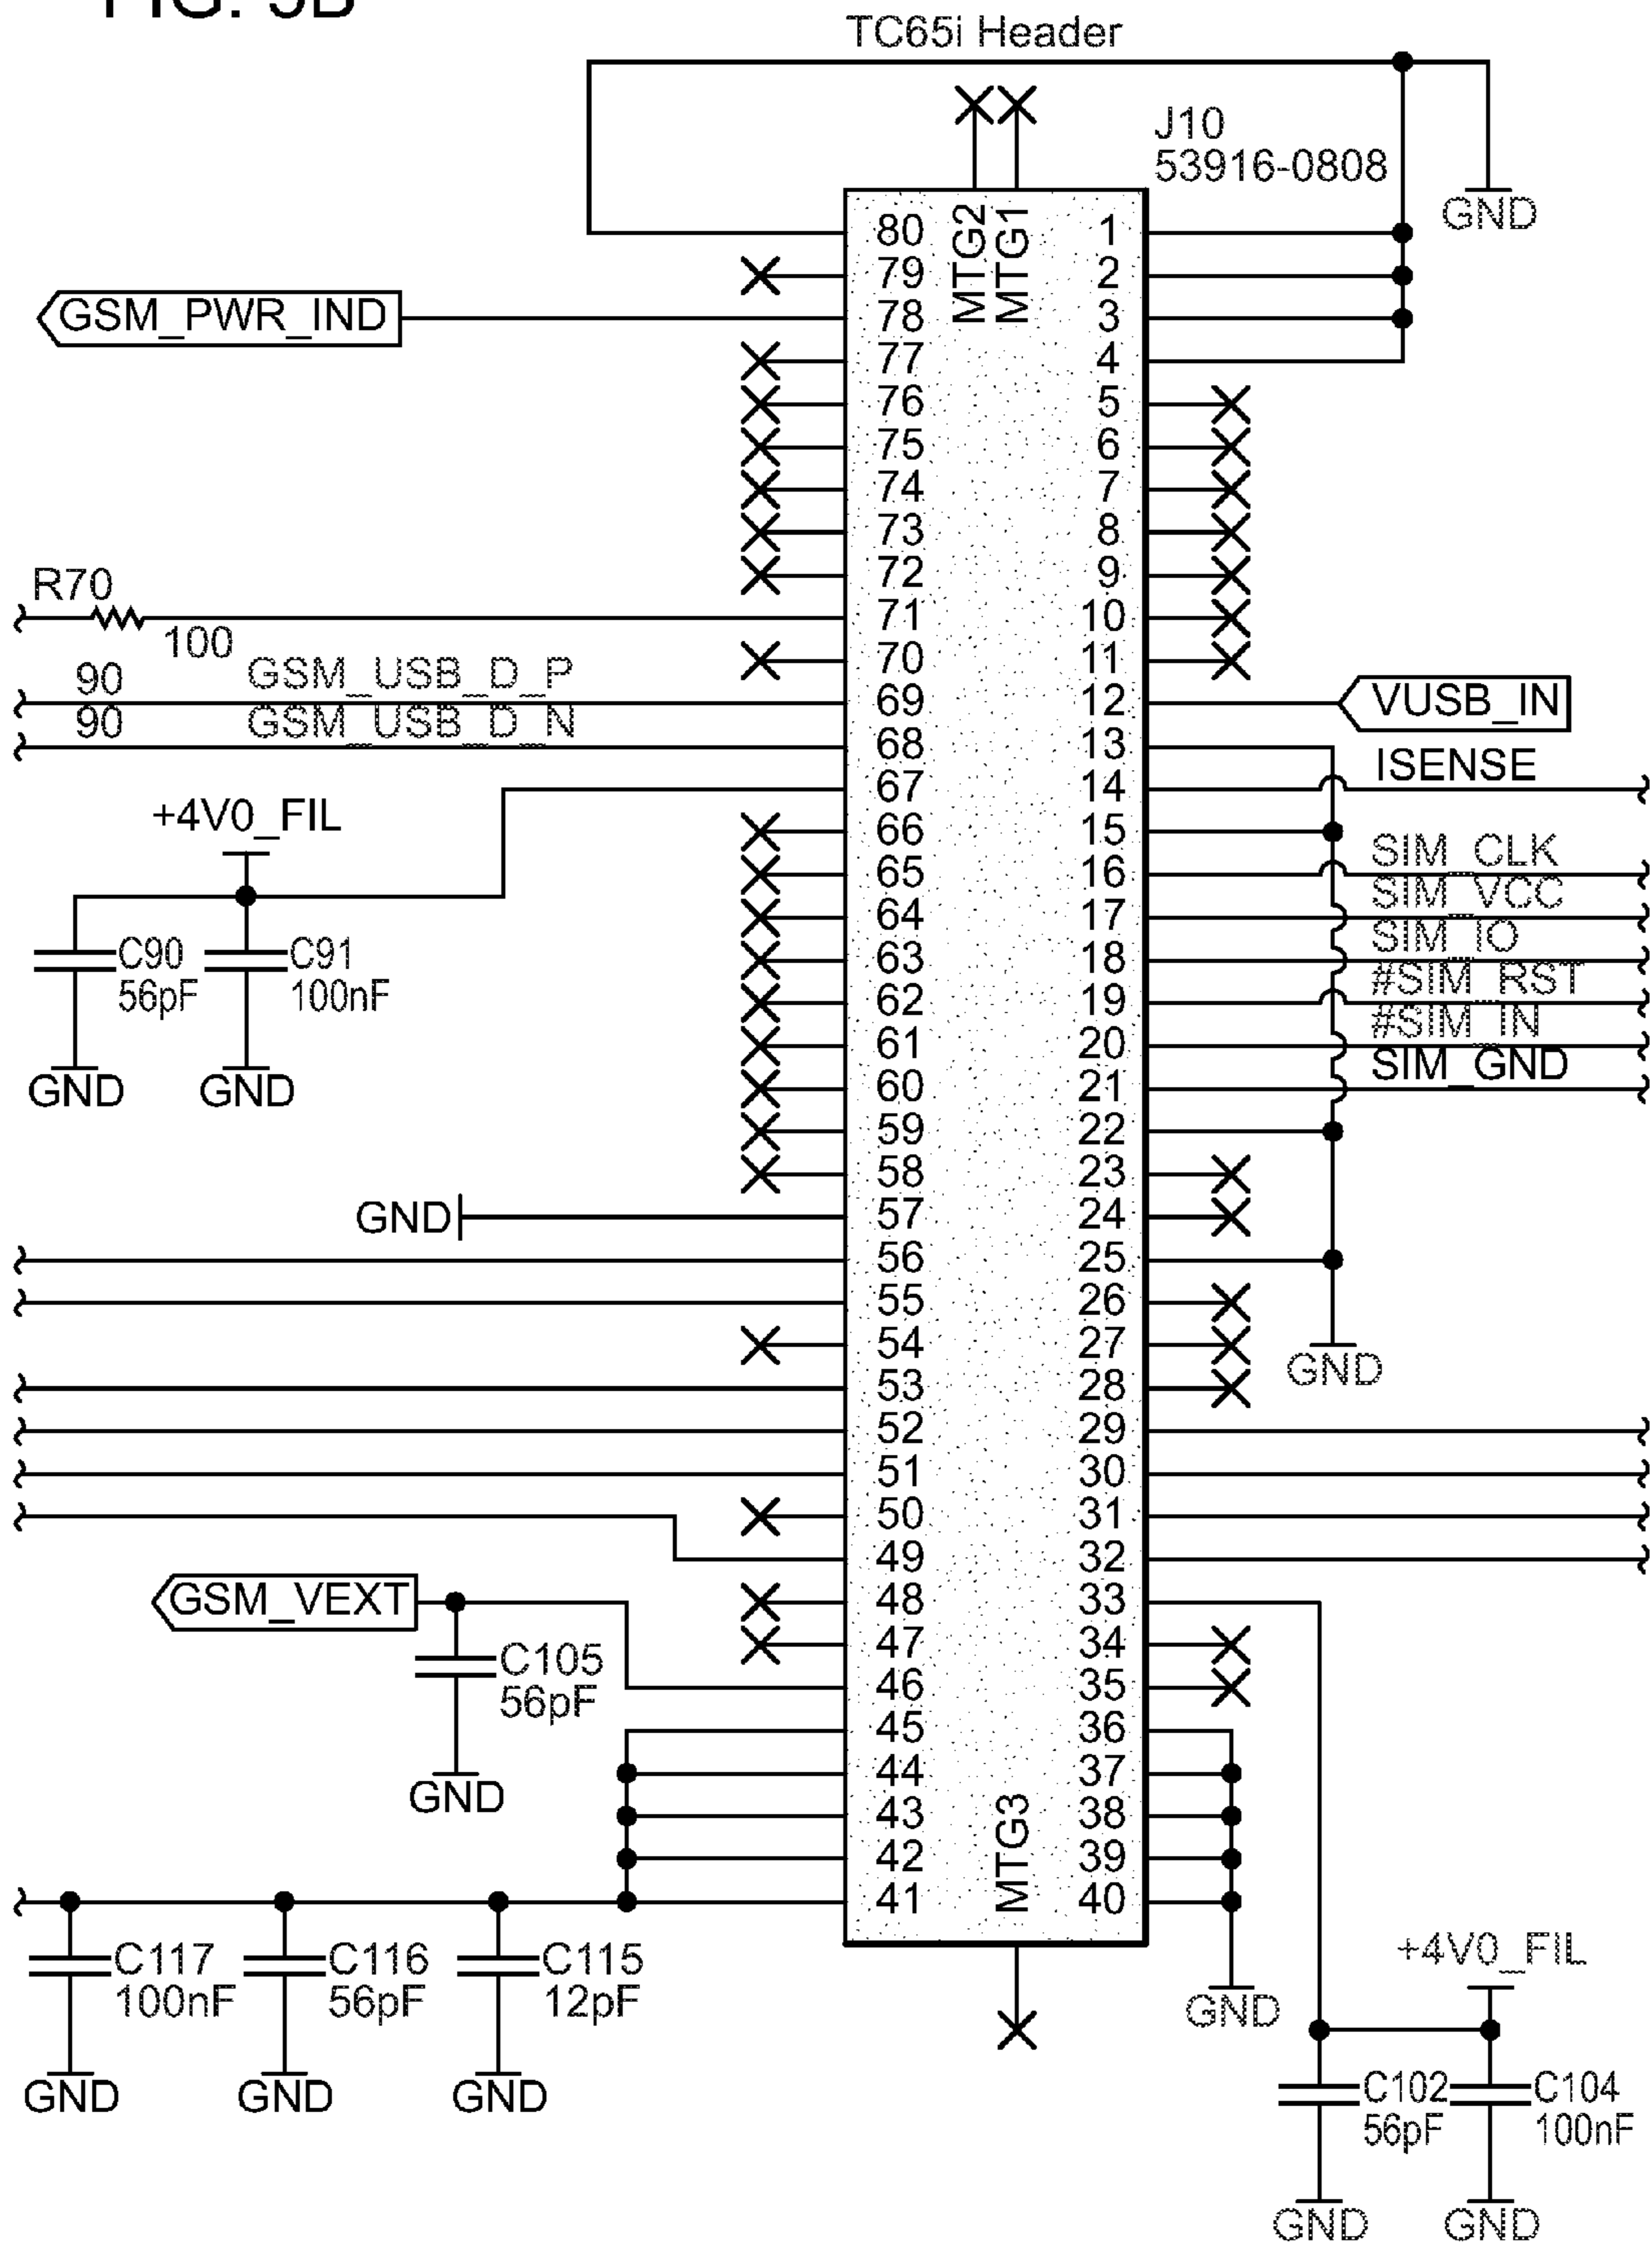 FIG. 5B
TC65i Header
J10
53916-0808
GND
MTG2
MTG1
80 1
79 2
GSM_PWR_IND 78 3
77 4
76 5
75 6
74 7
73 8
72 9
R70
100
71 10
70 11
90 GSM_USB_D_P
69 12 VUSB_IN
90 GSM_USB_D_N
68 13
ISENSE
67 14
+4V0_FIL
66 15
SIM_CLK
65 16
SIM_VCC
64 17
SIM_IO
C90
56pF
C91
100nF
63 18
#SIM_RST
62 19
#SIM_IN
61 20
SIM_GND
GND GND
60 21
59 22
58 23
GND 57 24
56 25
55 26
54 27
GND
53 28
52 29
51 30
50 31
49 32
GSM_VEXT 48 33
47 34
C105
56pF
46 35
45 36
44 37
GND
43 38
42 39
41 40
MTG3
C117
100nF
C116
56pF
C115
12pF
GND
+4V0_FIL
GND GND GND
C102
56pF
C104
100nF
GND GND